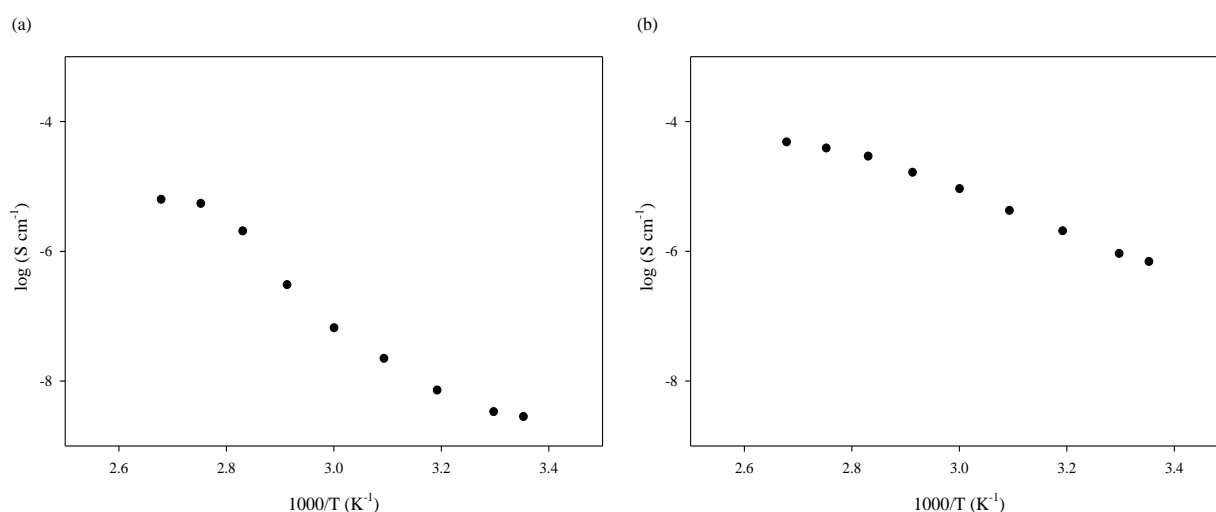 (a)
(b)
-4
-6
-8
log (S cm⁻¹)
2.6 2.8 3.0 3.2 3.4
1000/T (K⁻¹)
-4
-6
-8
log (S cm⁻¹)
2.6 2.8 3.0 3.2 3.4
1000/T (K⁻¹)